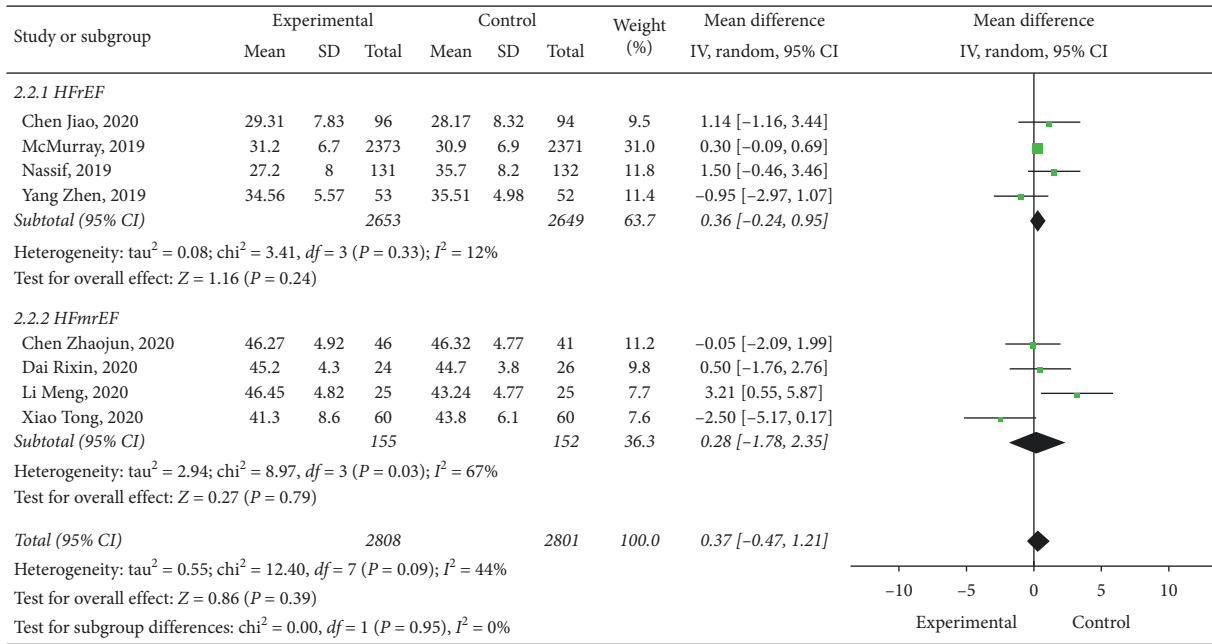 Study or subgroup Experimental Control Weight (%) Mean difference Mean difference
Mean SD Total Mean SD Total IV, random, 95% CI IV, random, 95% CI
2.2.1 HFrEF
Chen Jiao, 2020 29.31 7.83 96 28.17 8.32 94 9.5 1.14 [−1.16, 3.44]
McMurray, 2019 31.2 6.7 2373 30.9 6.9 2371 31.0 0.30 [−0.09, 0.69]
Nassif, 2019 27.2 8 131 35.7 8.2 132 11.8 1.50 [−0.46, 3.46]
Yang Zhen, 2019 34.56 5.57 53 35.51 4.98 52 11.4 −0.95 [−2.97, 1.07]
Subtotal (95% CI) 2653 2649 63.7 0.36 [−0.24, 0.95]
Heterogeneity: tau² = 0.08; chi² = 3.41, df = 3 (P = 0.33); I² = 12%
Test for overall effect: Z = 1.16 (P = 0.24)
2.2.2 HFmrEF
Chen Zhaojun, 2020 46.27 4.92 46 46.32 4.77 41 11.2 −0.05 [−2.09, 1.99]
Dai Rixin, 2020 45.2 4.3 24 44.7 3.8 26 9.8 0.50 [−1.76, 2.76]
Li Meng, 2020 46.45 4.82 25 43.24 4.77 25 7.7 3.21 [0.55, 5.87]
Xiao Tong, 2020 41.3 8.6 60 43.8 6.1 60 7.6 −2.50 [−5.17, 0.17]
Subtotal (95% CI) 155 152 36.3 0.28 [−1.78, 2.35]
Heterogeneity: tau² = 2.94; chi² = 8.97, df = 3 (P = 0.03); I² = 67%
Test for overall effect: Z = 0.27 (P = 0.79)
Total (95% CI) 2808 2801 100.0 0.37 [−0.47, 1.21]
Heterogeneity: tau² = 0.55; chi² = 12.40, df = 7 (P = 0.09); I² = 44%
Test for overall effect: Z = 0.86 (P = 0.39)
Test for subgroup differences: chi² = 0.00, df = 1 (P = 0.95), I² = 0%
−10 −5 0 5 10
Experimental Control